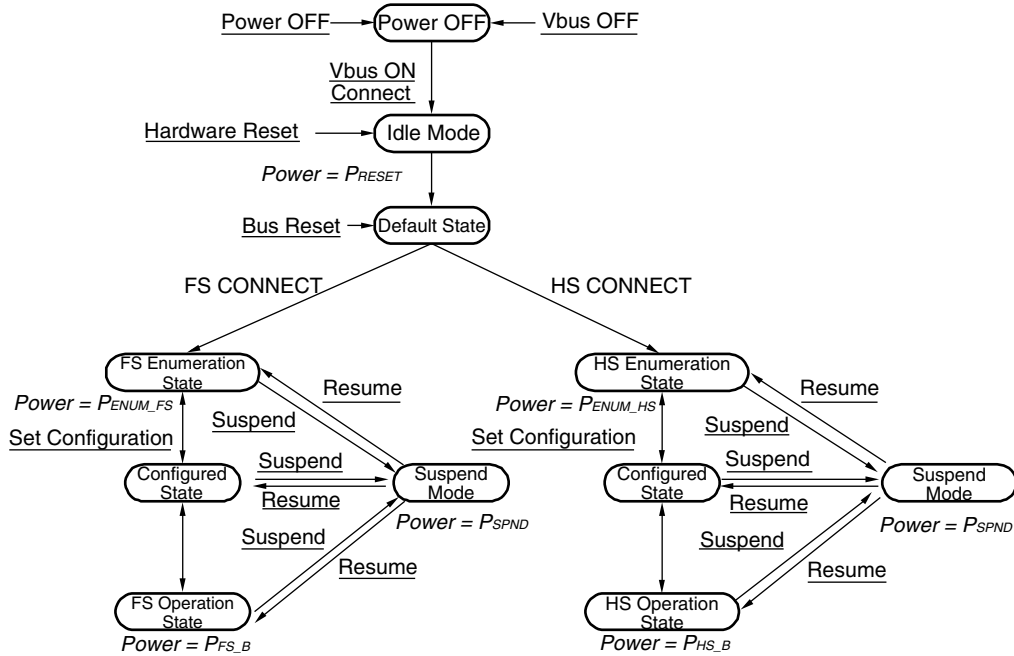 Power OFF
Power OFF
Vbus OFF
Vbus ON
Connect
Hardware Reset
Idle Mode
Power = PRESET
Bus Reset
Default State
FS CONNECT
HS CONNECT
FS Enumeration
State
Resume
Power = PENUM_FS
Suspend
Set Configuration
Configured
State
Suspend
Resume
Suspend
Mode
Power = PSPND
Suspend
Resume
FS Operation
State
Power = PFS_B
HS Enumeration
State
Resume
Power = PENUM_HS
Suspend
Set Configuration
Configured
State
Suspend
Resume
Suspend
Mode
Power = PSPND
Suspend
Resume
HS Operation
State
Power = PHS_B